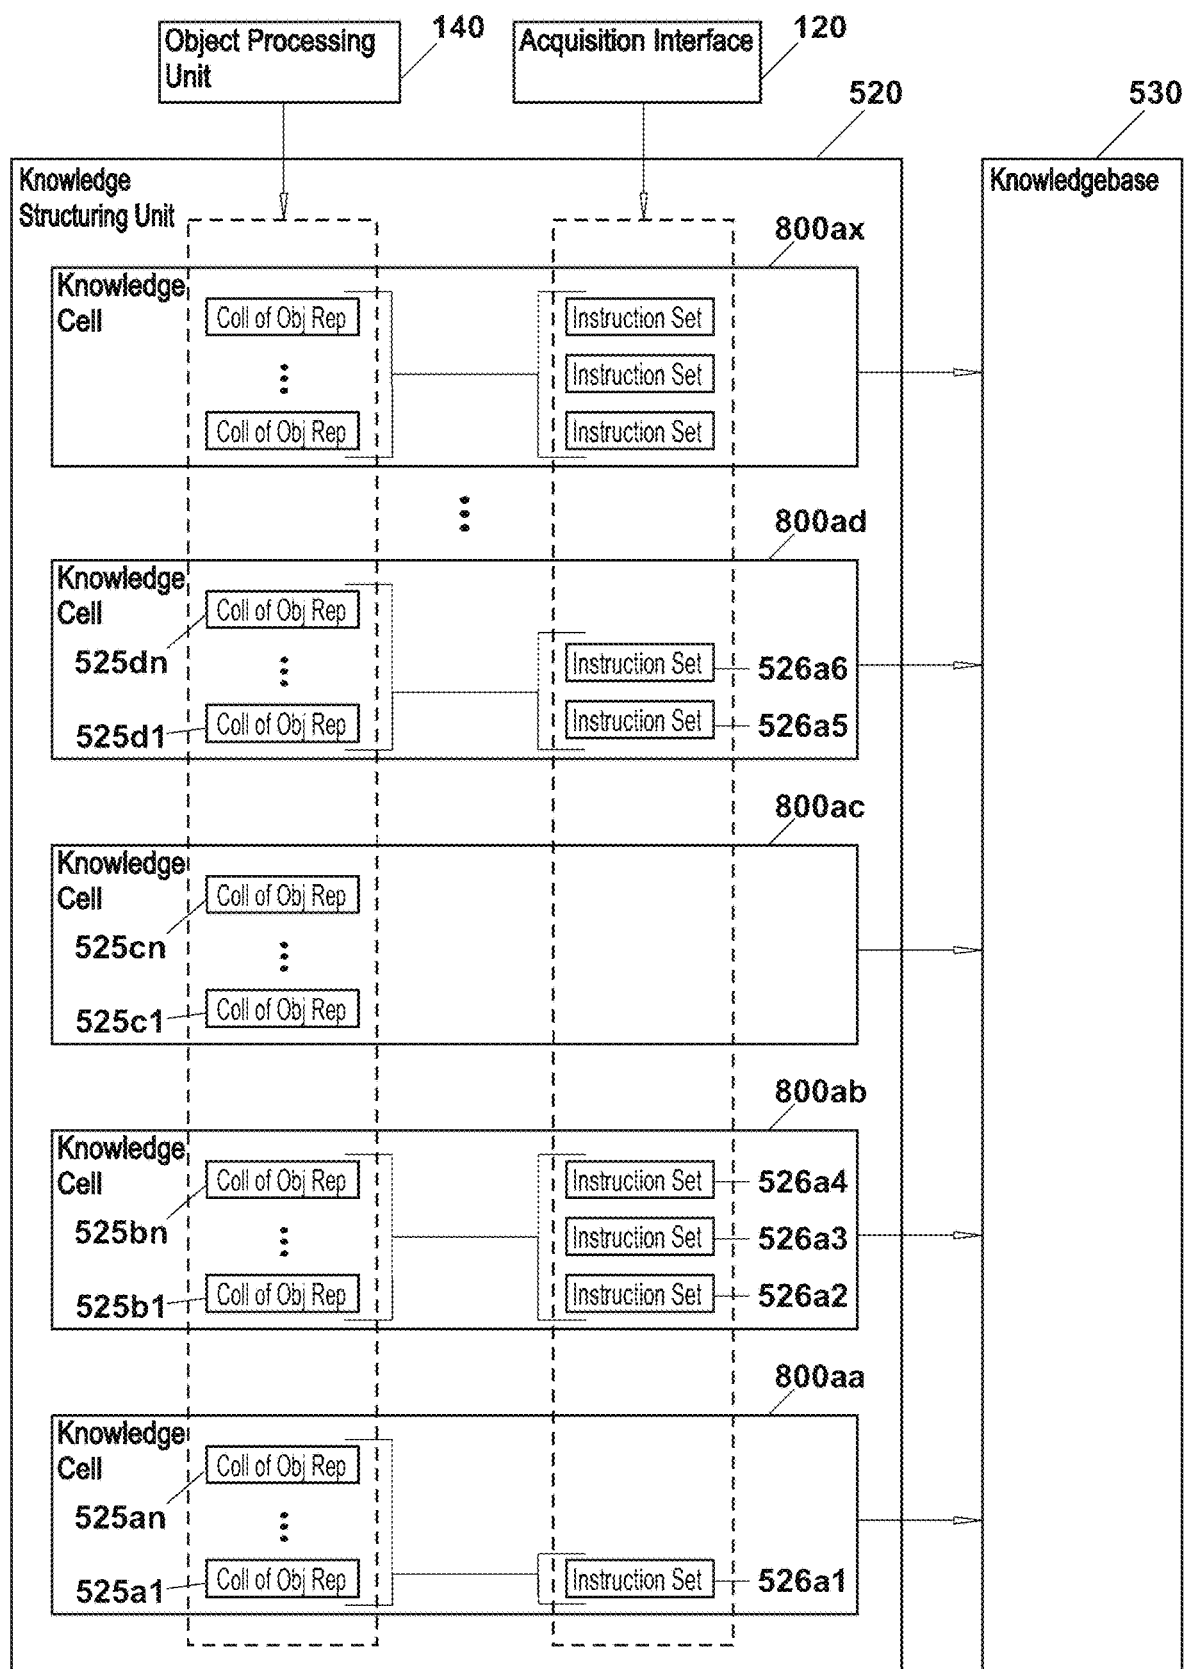 Object Processing
Unit
140
Acquisition Interface
120
520
530
Knowledge
Structuring Unit
Knowledgebase
800ax
Knowledge
Cell
Coll of Obj Rep
Coll of Obj Rep
Instruction Set
Instruction Set
Instruction Set
800ad
Knowledge
Cell
Coll of Obj Rep
525dn
Coll of Obj Rep
525d1
Instruction Set
526a6
Instruction Set
526a5
800ac
Knowledge
Cell
Coll of Obj Rep
525cn
Coll of Obj Rep
525c1
800ab
Knowledge
Cell
Coll of Obj Rep
525bn
Coll of Obj Rep
525b1
Instruction Set
526a4
Instruction Set
526a3
Instruction Set
526a2
800aa
Knowledge
Cell
Coll of Obj Rep
525an
Coll of Obj Rep
525a1
Instruction Set
526a1